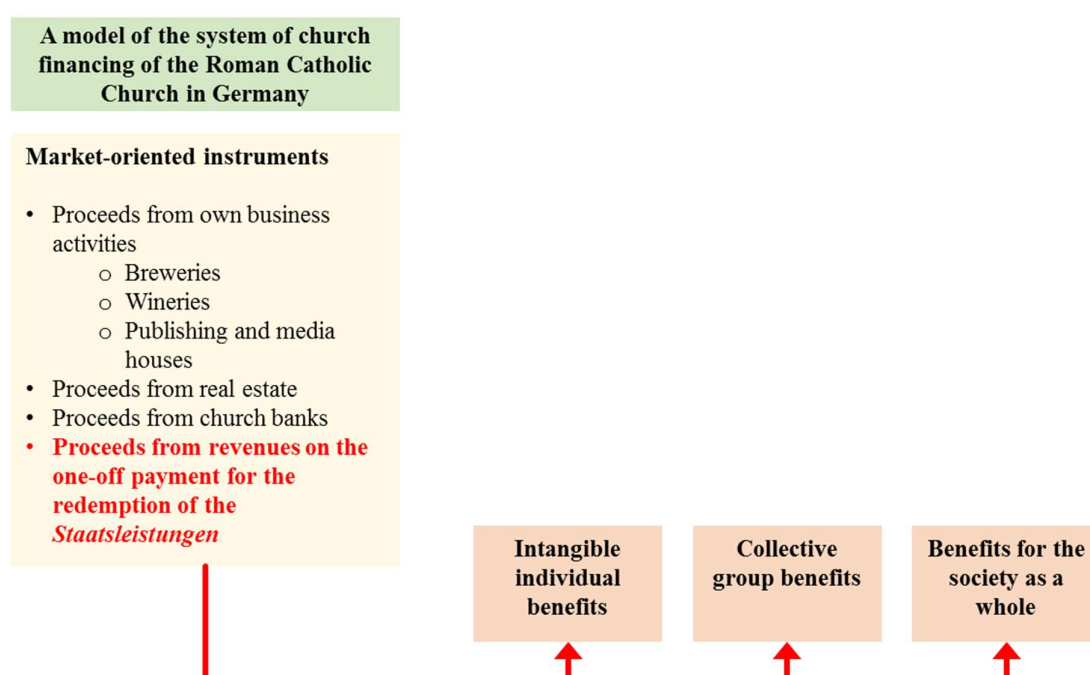 A model of the system of church
financing of the Roman Catholic
Church in Germany
Market-oriented instruments
• Proceeds from own business
activities
o Breweries
o Wineries
o Publishing and media
houses
• Proceeds from real estate
• Proceeds from church banks
• Proceeds from revenues on the
one-off payment for the
redemption of the
Staatsleistungen
Intangible
individual
benefits
Collective
group benefits
Benefits for the
society as a
whole